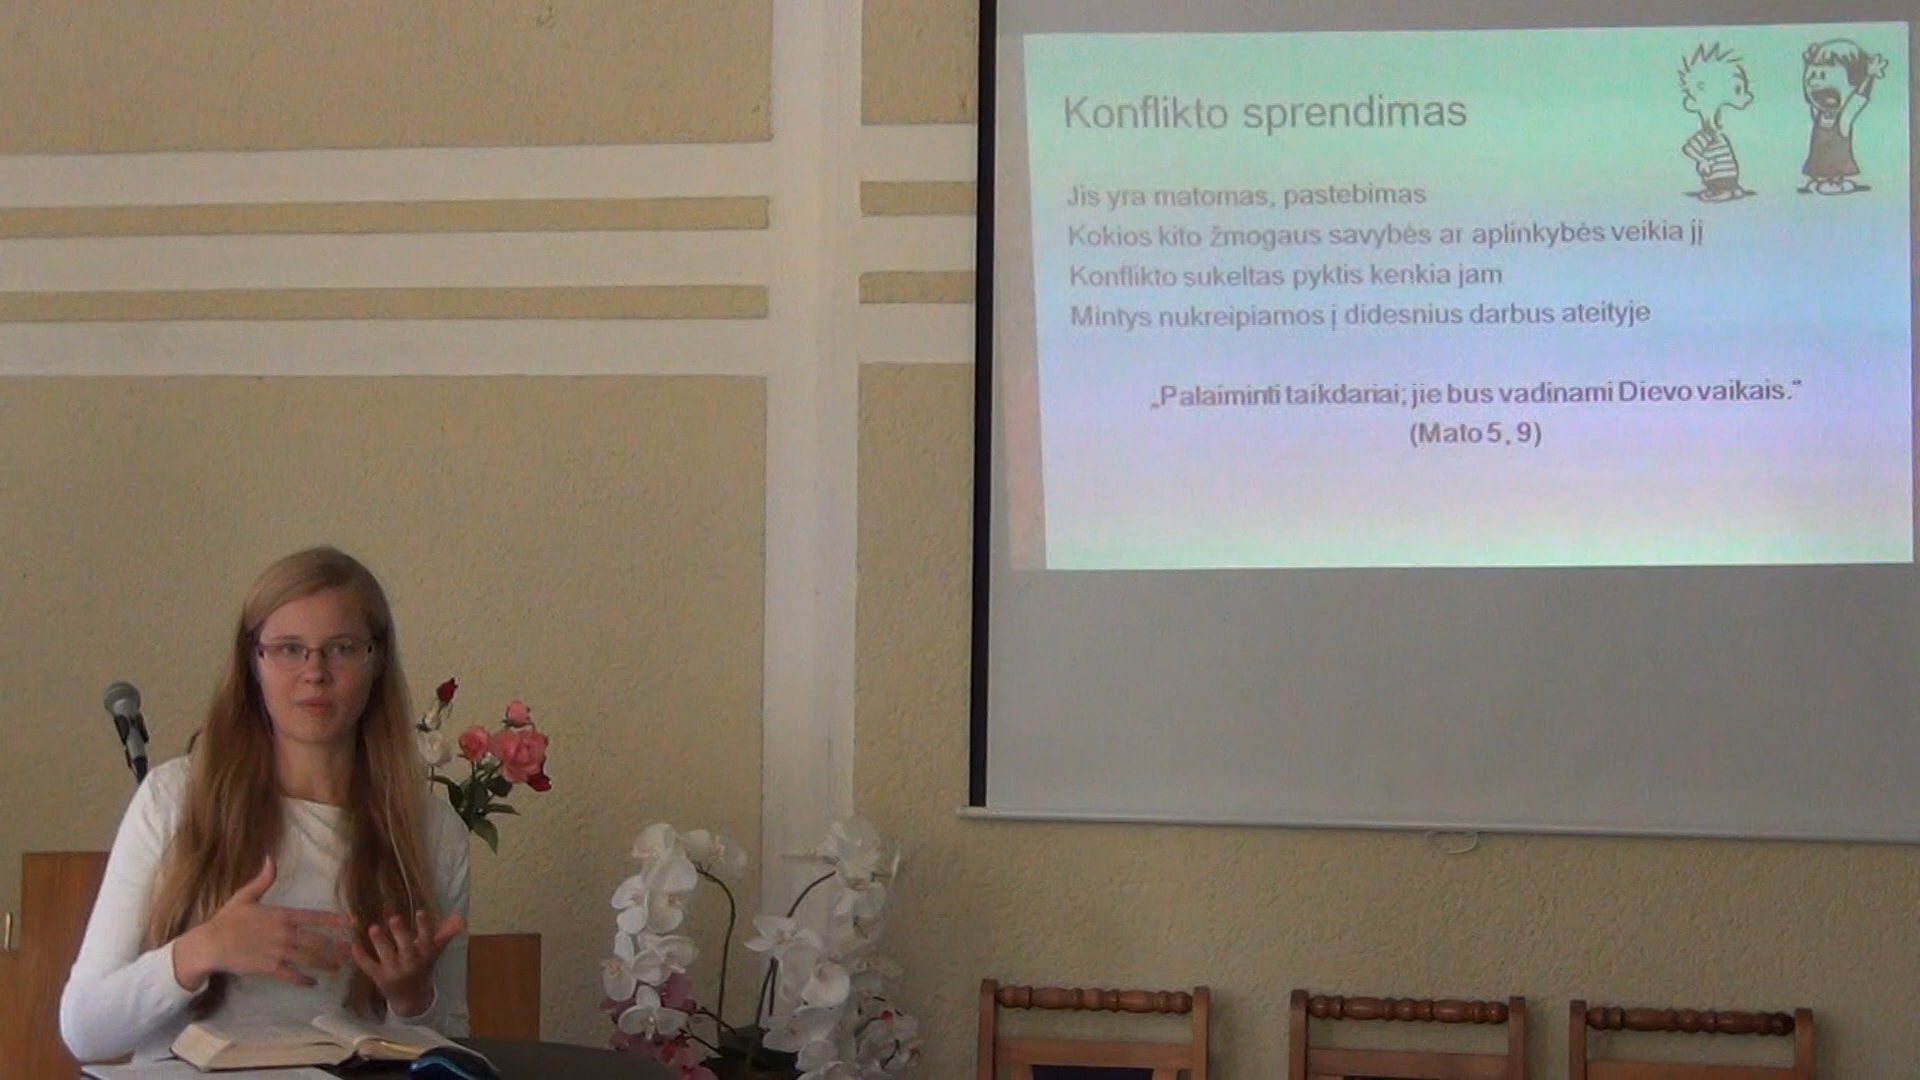 Konflikto sprendimas
Jis yra matomas, pastebimas
Kokios kito žmogaus savybės ar aplinkybės veikia jį
Konflikto sukeltas pyktis kenkia jam
Mintys nukreipiamos į didesnius darbus ateityje
„Palaiminti taikdariai; jie bus vadinami Dievo vaikais.“
(Mato 5, 9)